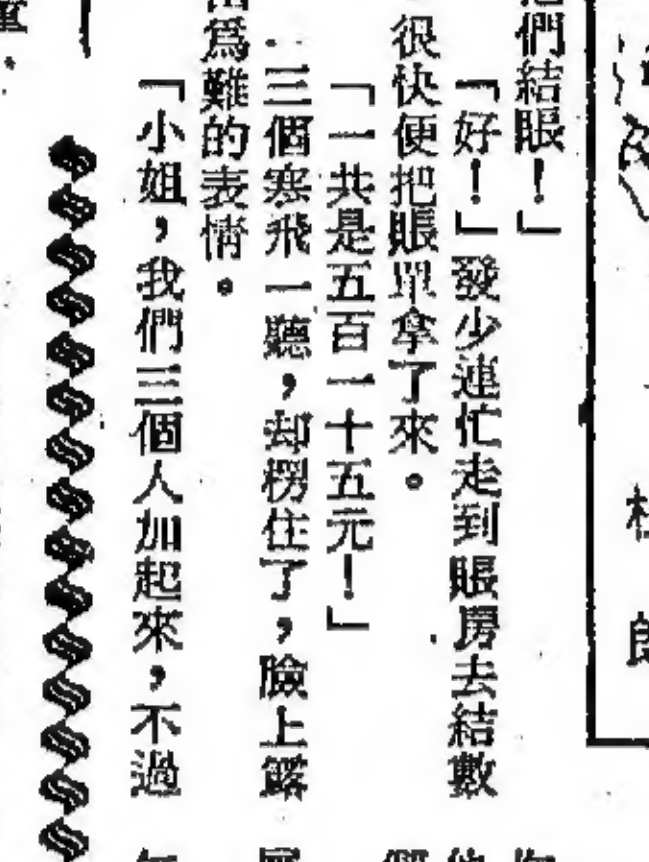 們結賬！」
「好！」發少連忙走到賬房去結數
很快便把賬單拿了來。
「一共是五百一十五元！」
三個寒飛一聽，却楞住了，臉上露
爲難的表情。
「小姐，我們三個人加起來，不過